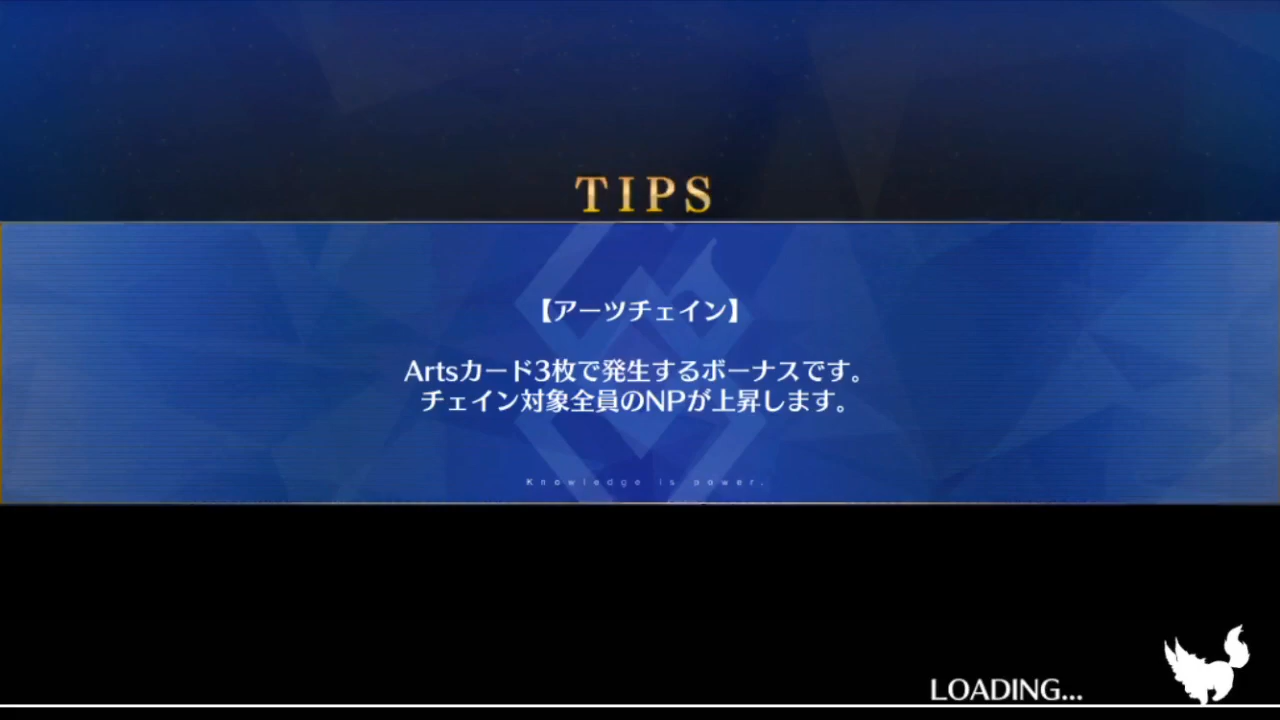 TIPS
【アーツチェイン】
Artsカード3枚で発生するボーナスです。
チェイン対象全員のNPが上昇します。
Knowledge is power.
LOADING...